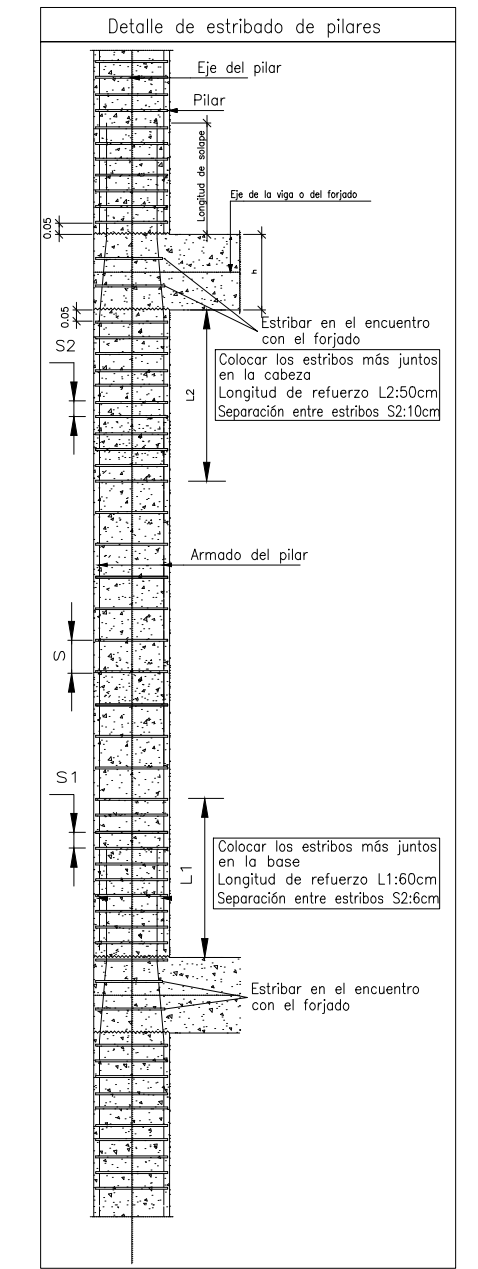 Detalle de estribado de pilares
Eje del pilar
Pilar
Longitud de solape
Eje de la viga o del forjado
0.05
h
0.05
Estribar en el encuentro
con el forjado
S2
Colocar los estribos más juntos
en la cabeza
Longitud de refuerzo L2:50cm
Separación entre estribos S2:10cm
L2
Armado del pilar
S
S1
L1
Colocar los estribos más juntos
en la base
Longitud de refuerzo L1:60cm
Separación entre estribos S2:6cm
Estribar en el encuentro
con el forjado